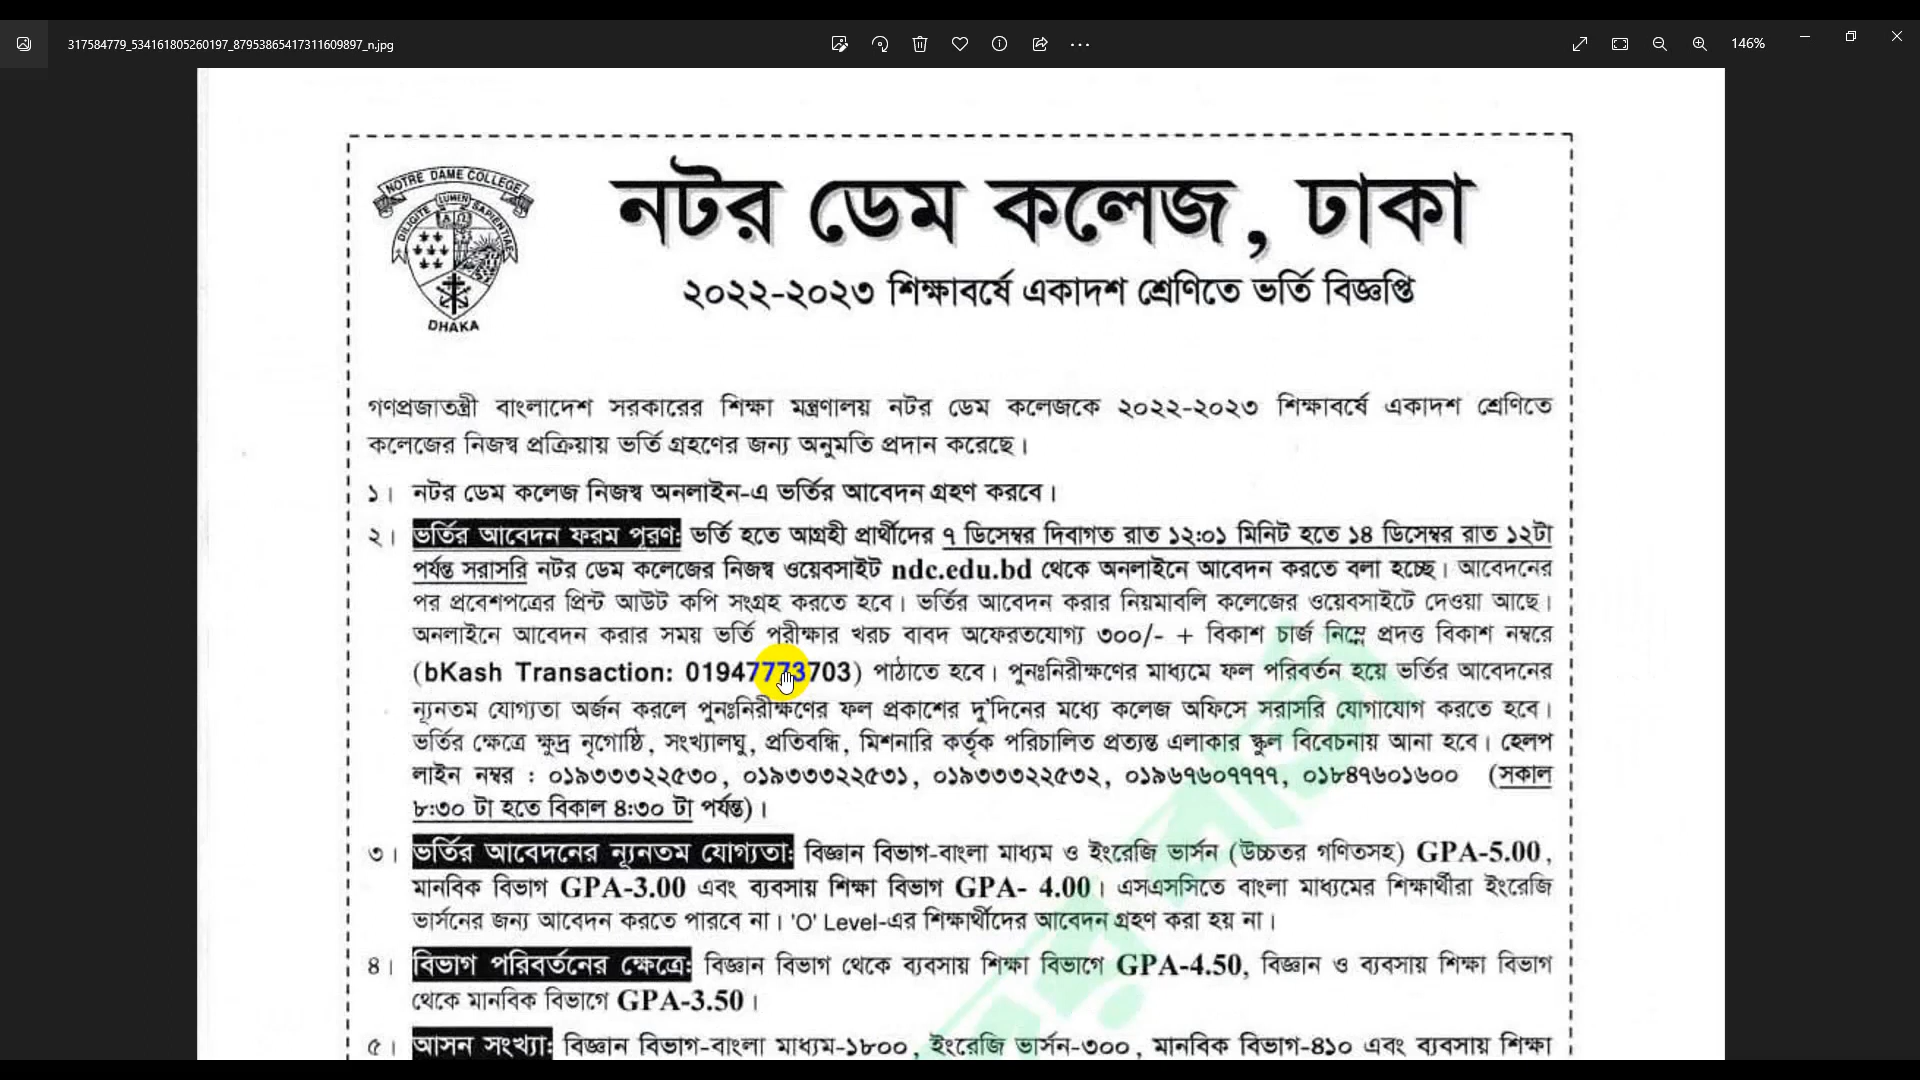 317584779_534161805260197_87953865417311609897_n.jpg
146%
NOTRE DAME COLLEGE
DILIGITE LUMEN SAPIENTIAE
DHAKA
নটর ডেম কলেজ, ঢাকা
২০২২-২০২৩ শিক্ষাবর্ষে একাদশ শ্রেণিতে ভর্তি বিজ্ঞপ্তি
গণপ্রজাতন্ত্রী বাংলাদেশ সরকারের শিক্ষা মন্ত্রণালয় নটর ডেম কলেজকে ২০২২-২০২৩ শিক্ষাবর্ষে একাদশ শ্রেণিতে
কলেজের নিজস্ব প্রক্রিয়ায় ভর্তি গ্রহণের জন্য অনুমতি প্রদান করেছে।
১। নটর ডেম কলেজ নিজস্ব অনলাইন-এ ভর্তির আবেদন গ্রহণ করবে।
২। ভর্তির আবেদন ফরম পূরণ: ভর্তি হতে আগ্রহী প্রার্থীদের ৭ ডিসেম্বর দিবাগত রাত ১২:০১ মিনিট হতে ১৪ ডিসেম্বর রাত ১২টা
পর্যন্ত সরাসরি নটর ডেম কলেজের নিজস্ব ওয়েবসাইট ndc.edu.bd থেকে অনলাইনে আবেদন করতে বলা হচ্ছে। আবেদনের
পর প্রবেশপত্রের প্রিন্ট আউট কপি সংগ্রহ করতে হবে। ভর্তির আবেদন করার নিয়মাবলি কলেজের ওয়েবসাইটে দেওয়া আছে।
অনলাইনে আবেদন করার সময় ভর্তি পরীক্ষার খরচ বাবদ অফেরতযোগ্য ৩০০/- + বিকাশ চার্জ নিম্নে প্রদত্ত বিকাশ নম্বরে
(bKash Transaction: 01947773703) পাঠাতে হবে। পুনঃনিরীক্ষণের মাধ্যমে ফল পরিবর্তন হয়ে ভর্তির আবেদনের
ন্যূনতম যোগ্যতা অর্জন করলে পুনঃনিরীক্ষণের ফল প্রকাশের দু'দিনের মধ্যে কলেজ অফিসে সরাসরি যোগাযোগ করতে হবে।
ভর্তির ক্ষেত্রে ক্ষুদ্র নৃগোষ্ঠি, সংখ্যালঘু, প্রতিবন্ধি, মিশনারি কর্তৃক পরিচালিত প্রত্যন্ত এলাকার স্কুল বিবেচনায় আনা হবে। হেলপ
লাইন নম্বর : ০১৯৩৩৩২২৫৩০, ০১৯৩৩৩২২৫৩১, ০১৯৩৩৩২২৫৩২, ০১৯৬৭৬০৭৭৭৭, ০১৮৪৭৬০১৬০০ (সকাল
৮:৩০ টা হতে বিকাল ৪:৩০ টা পর্যন্ত)।
৩। ভর্তির আবেদনের ন্যূনতম যোগ্যতা: বিজ্ঞান বিভাগ-বাংলা মাধ্যম ও ইংরেজি ভার্সন (উচ্চতর গণিতসহ) GPA-5.00,
মানবিক বিভাগ GPA-3.00 এবং ব্যবসায় শিক্ষা বিভাগ GPA- 4.00। এসএসসিতে বাংলা মাধ্যমের শিক্ষার্থীরা ইংরেজি
ভার্সনের জন্য আবেদন করতে পারবে না। 'O' Level-এর শিক্ষার্থীদের আবেদন গ্রহণ করা হয় না।
৪। বিভাগ পরিবর্তনের ক্ষেত্রে: বিজ্ঞান বিভাগ থেকে ব্যবসায় শিক্ষা বিভাগে GPA-4.50, বিজ্ঞান ও ব্যবসায় শিক্ষা বিভাগ
থেকে মানবিক বিভাগে GPA-3.50।
৫। আসন সংখ্যা: বিজ্ঞান বিভাগ-বাংলা মাধ্যম-১৮০০, ইংরেজি ভার্সন-৩০০, মানবিক বিভাগ-৪১০ এবং ব্যবসায় শিক্ষা